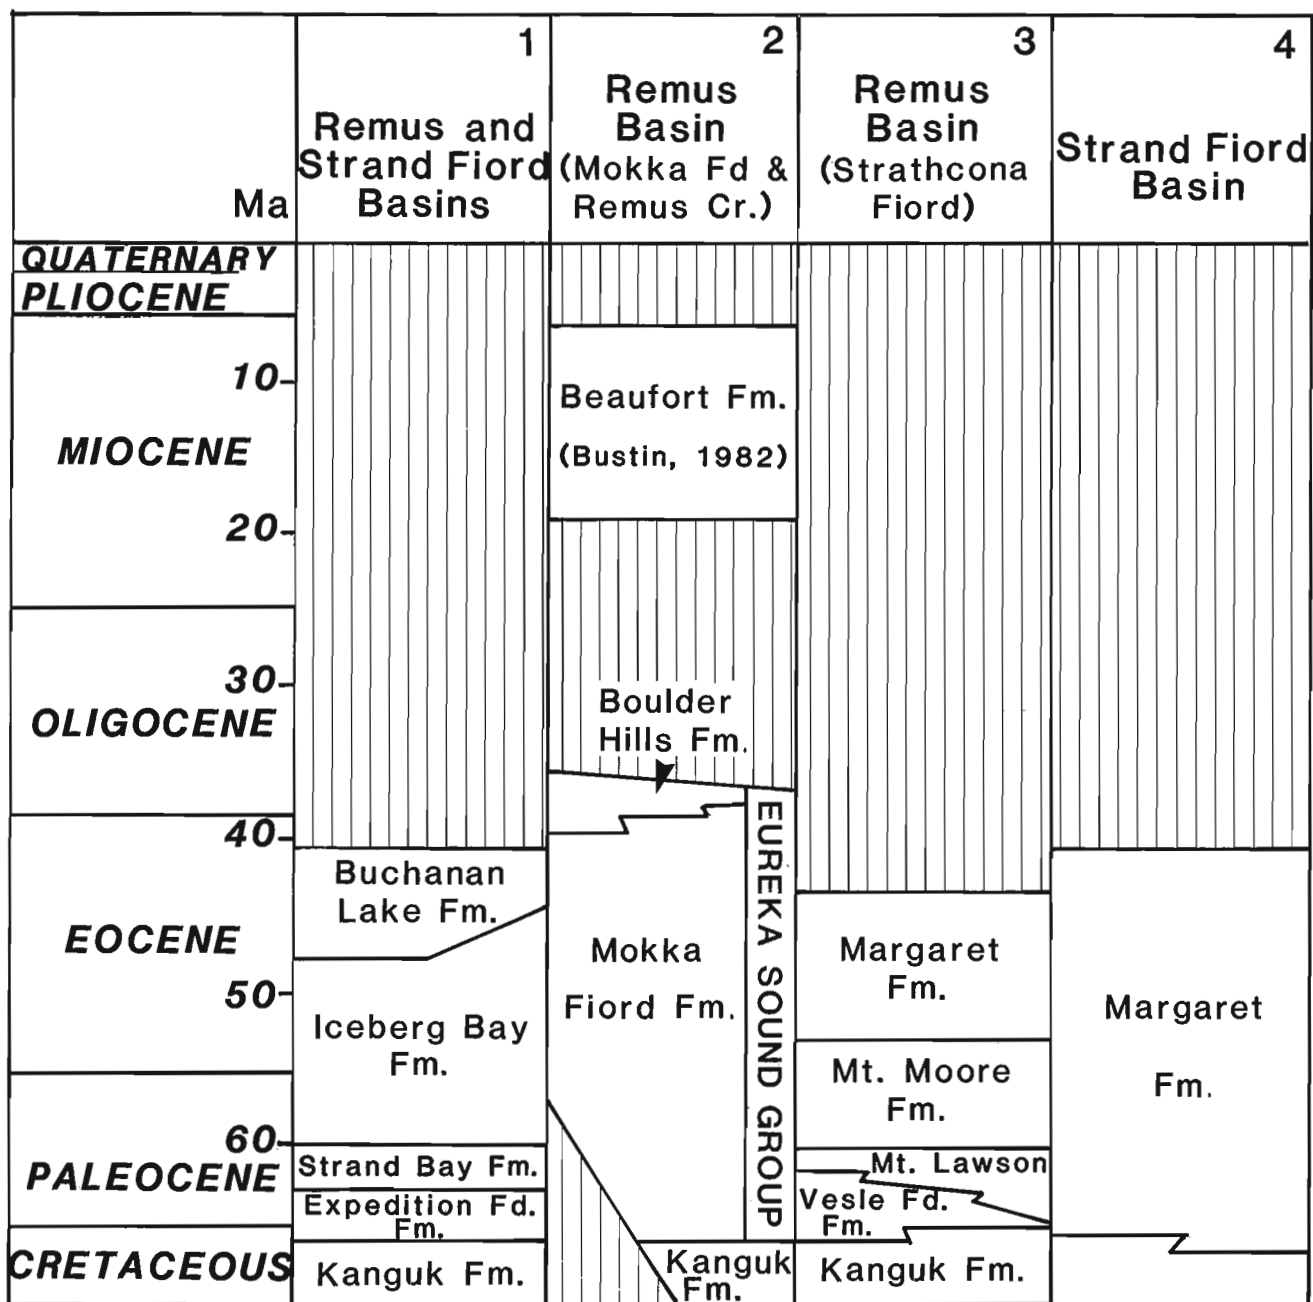 1
2
3
4
Ma
Remus and
Strand Fiord
Basins
Remus
Basin
(Mokka Fd &
Remus Cr.)
Remus
Basin
(Strathcona
Fiord)
Strand Fiord
Basin
QUATERNARY
PLIOCENE
10
MIOCENE
20
30
OLIGOCENE
40
EOCENE
50
60
PALEOCENE
CRETACEOUS
Buchanan
Lake Fm.
Iceberg Bay
Fm.
Strand Bay Fm.
Expedition Fd.
Fm.
Kanguk Fm.
Beaufort Fm.
(Bustin, 1982)
Boulder
Hills Fm.
Mokka
Fiord Fm.
EUREKA SOUND GROUP
Kanguk
Fm.
Margaret
Fm.
Mt. Moore
Fm.
Mt. Lawson
Vesle Fd.
Fm.
Kanguk Fm.
Margaret
Fm.